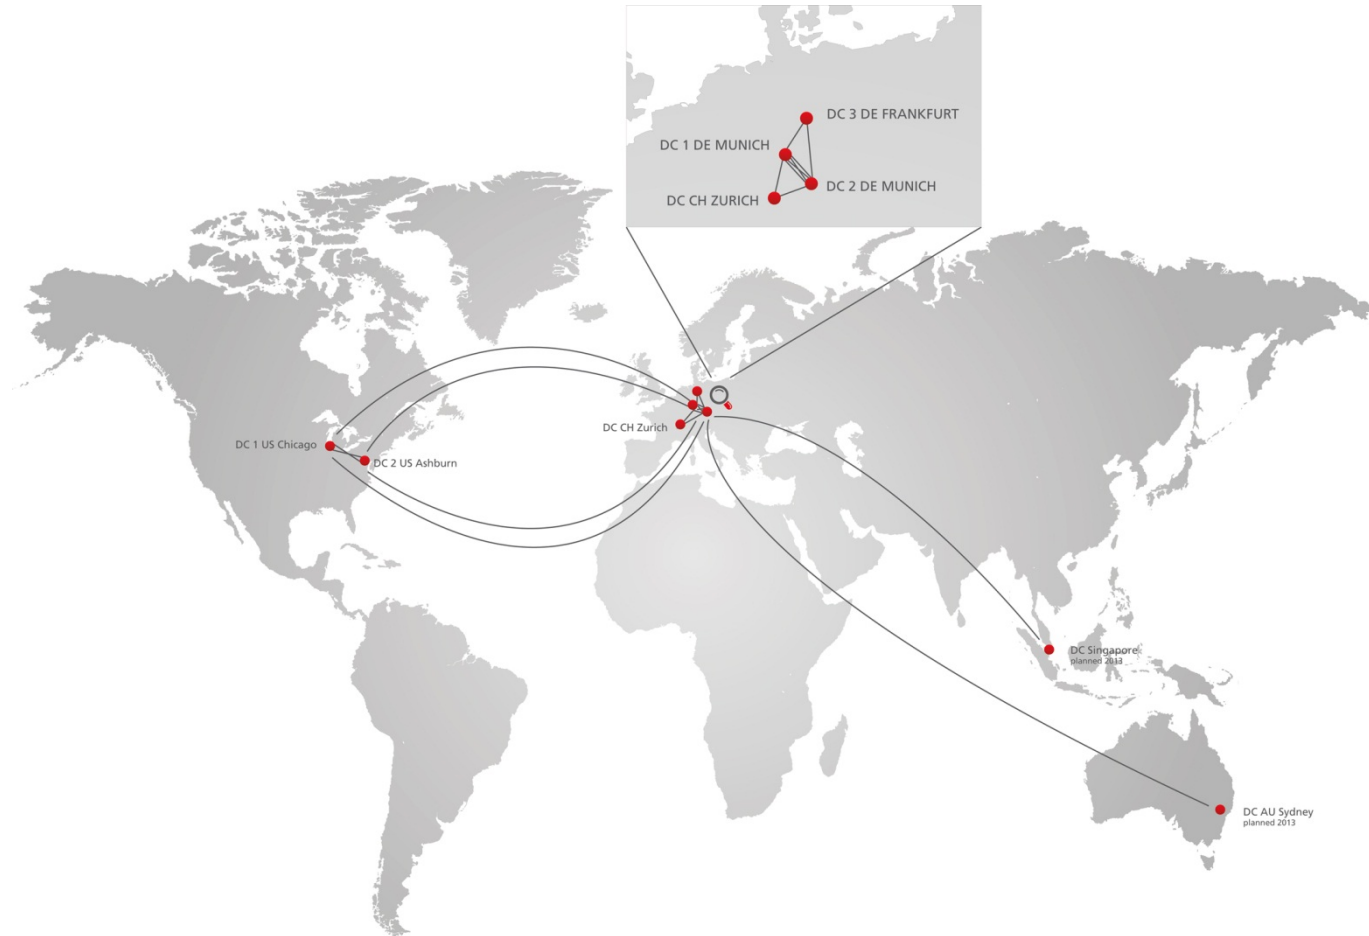 DC 3 DE FRANKFURT
DC 1 DE MUNICH
DC 2 DE MUNICH
DC CH ZURICH
DC CH Zurich
DC 1 US Chicago
DC 2 US Ashburn
DC Singapore
planned 2013
DC AU Sydney
planned 2013